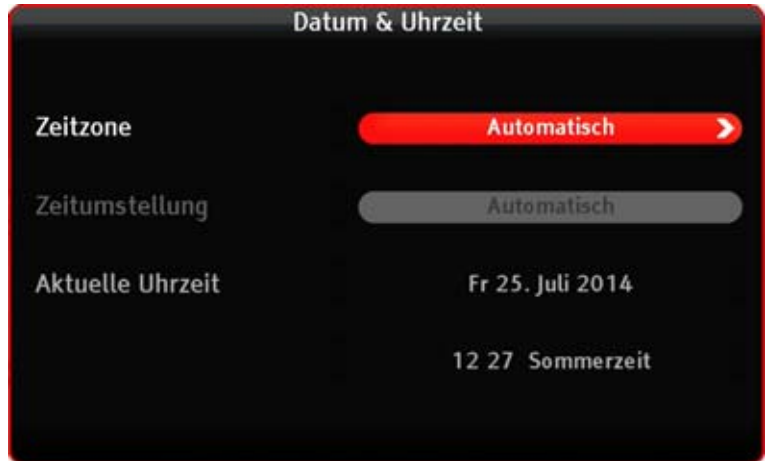 Datum & Uhrzeit
Zeitzone Automatisch
Zeitumstellung Automatisch
Aktuelle Uhrzeit Fr 25. Juli 2014
12 27 Sommerzeit